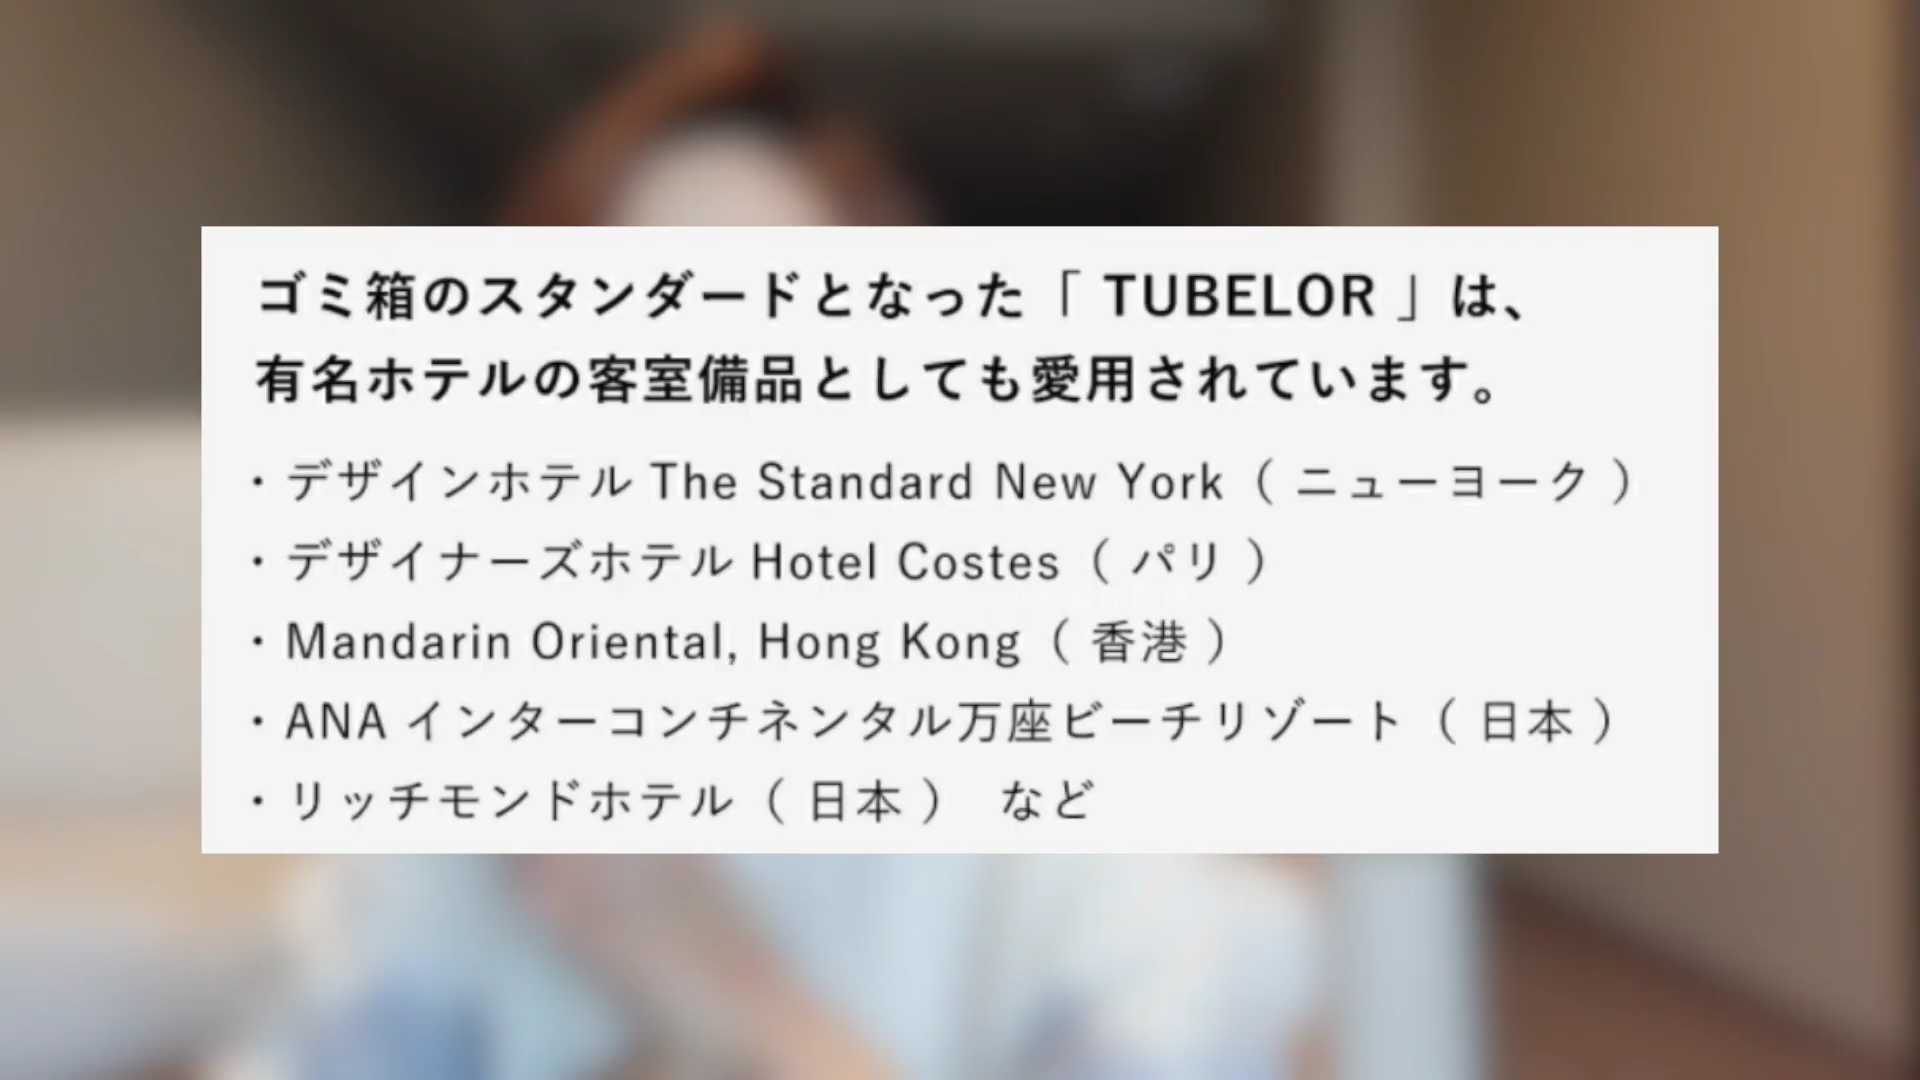 ゴミ箱のスタンダードとなった「 TUBELOR 」は、
有名ホテルの客室備品としても愛用されています。
・デザインホテル The Standard New York ( ニューヨーク )
・デザイナーズホテル Hotel Costes ( パリ )
・Mandarin Oriental, Hong Kong ( 香港 )
・ANA インターコンチネンタル万座ビーチリゾート ( 日本 )
・リッチモンドホテル ( 日本 ) など